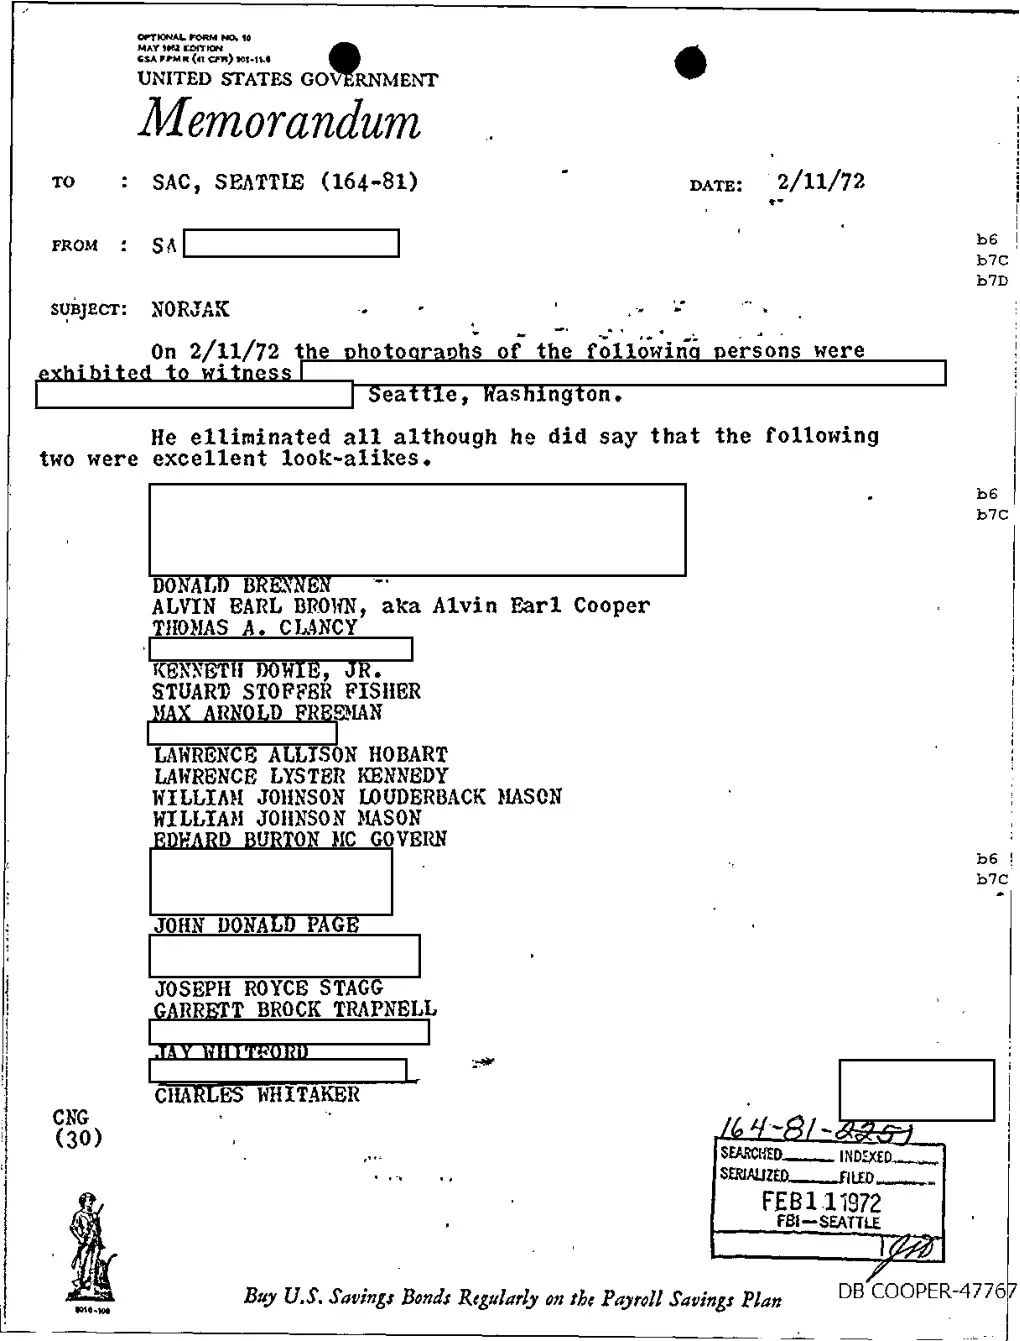 OPTIONAL FORM NO. 10
MAY 1962 EDITION
GSA FPMR (41 CFR) 101-11.6
UNITED STATES GOVERNMENT
Memorandum
TO : SAC, SEATTLE (164-81) DATE: 2/11/72
FROM : SA
b6
b7C
b7D
SUBJECT: NORJAK
On 2/11/72 the photographs of the following persons were
exhibited to witness
Seattle, Washington.
He elliminated all although he did say that the following
two were excellent look-alikes.
b6
b7C
DONALD BRENNEN
ALVIN EARL BROWN, aka Alvin Earl Cooper
THOMAS A. CLANCY
KENNETH DOWIE, JR.
STUART STOFFER FISHER
MAX ARNOLD FREEMAN
LAWRENCE ALLISON HOBART
LAWRENCE LYSTER KENNEDY
WILLIAM JOHNSON LOUDERBACK MASON
WILLIAM JOHNSON MASON
EDWARD BURTON MC GOVERN
b6
b7C
JOHN DONALD PAGE
JOSEPH ROYCE STAGG
GARRETT BROCK TRAPNELL
JAY WHITFORD
CHARLES WHITAKER
CNG
(30)
164-81-2251
SEARCHED INDEXED
SERIALIZED FILED
FEB 11 1972
FBI—SEATTLE
5010-108
Buy U.S. Savings Bonds Regularly on the Payroll Savings Plan
DB COOPER-47767